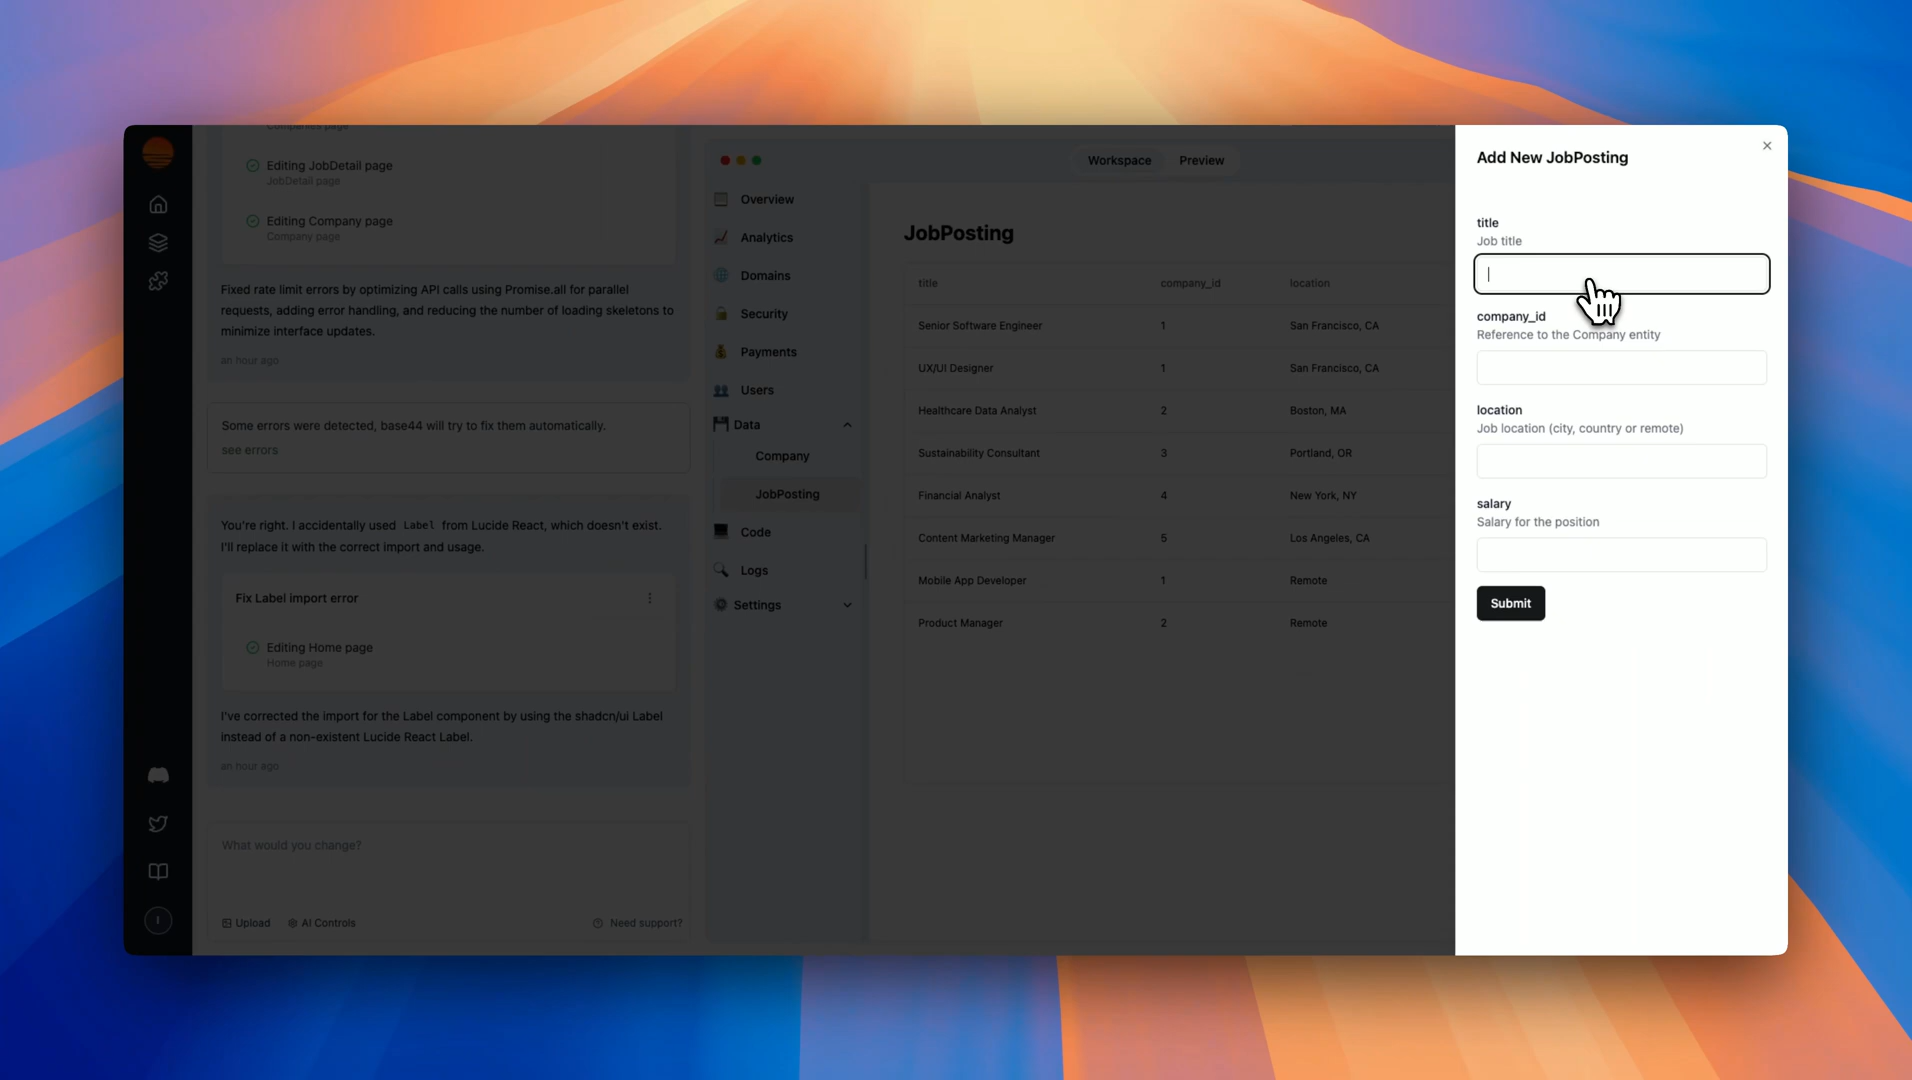 Companies page
Editing JobDetail page
JobDetail page
Editing Company page
Company page
Fixed rate limit errors by optimizing API calls using Promise.all for parallel
requests, adding error handling, and reducing the number of loading skeletons to
minimize interface updates.
an hour ago
Some errors were detected, base44 will try to fix them automatically.
see errors
You're right. I accidentally used Label from Lucide React, which doesn't exist.
I'll replace it with the correct import and usage.
Fix Label import error
Editing Home page
Home page
I've corrected the import for the Label component by using the shadcn/ui Label
instead of a non-existent Lucide React Label.
an hour ago
What would you change?
Upload AI Controls Need support?
I
Workspace Preview
Overview
Analytics
Domains
Security
Payments
Users
Data
Company
JobPosting
Code
Logs
Settings
JobPosting
title company_id location
Senior Software Engineer 1 San Francisco, CA
UX/UI Designer 1 San Francisco, CA
Healthcare Data Analyst 2 Boston, MA
Sustainability Consultant 3 Portland, OR
Financial Analyst 4 New York, NY
Content Marketing Manager 5 Los Angeles, CA
Mobile App Developer 1 Remote
Product Manager 2 Remote
Add New JobPosting
title
Job title
company_id
Reference to the Company entity
location
Job location (city, country or remote)
salary
Salary for the position
Submit